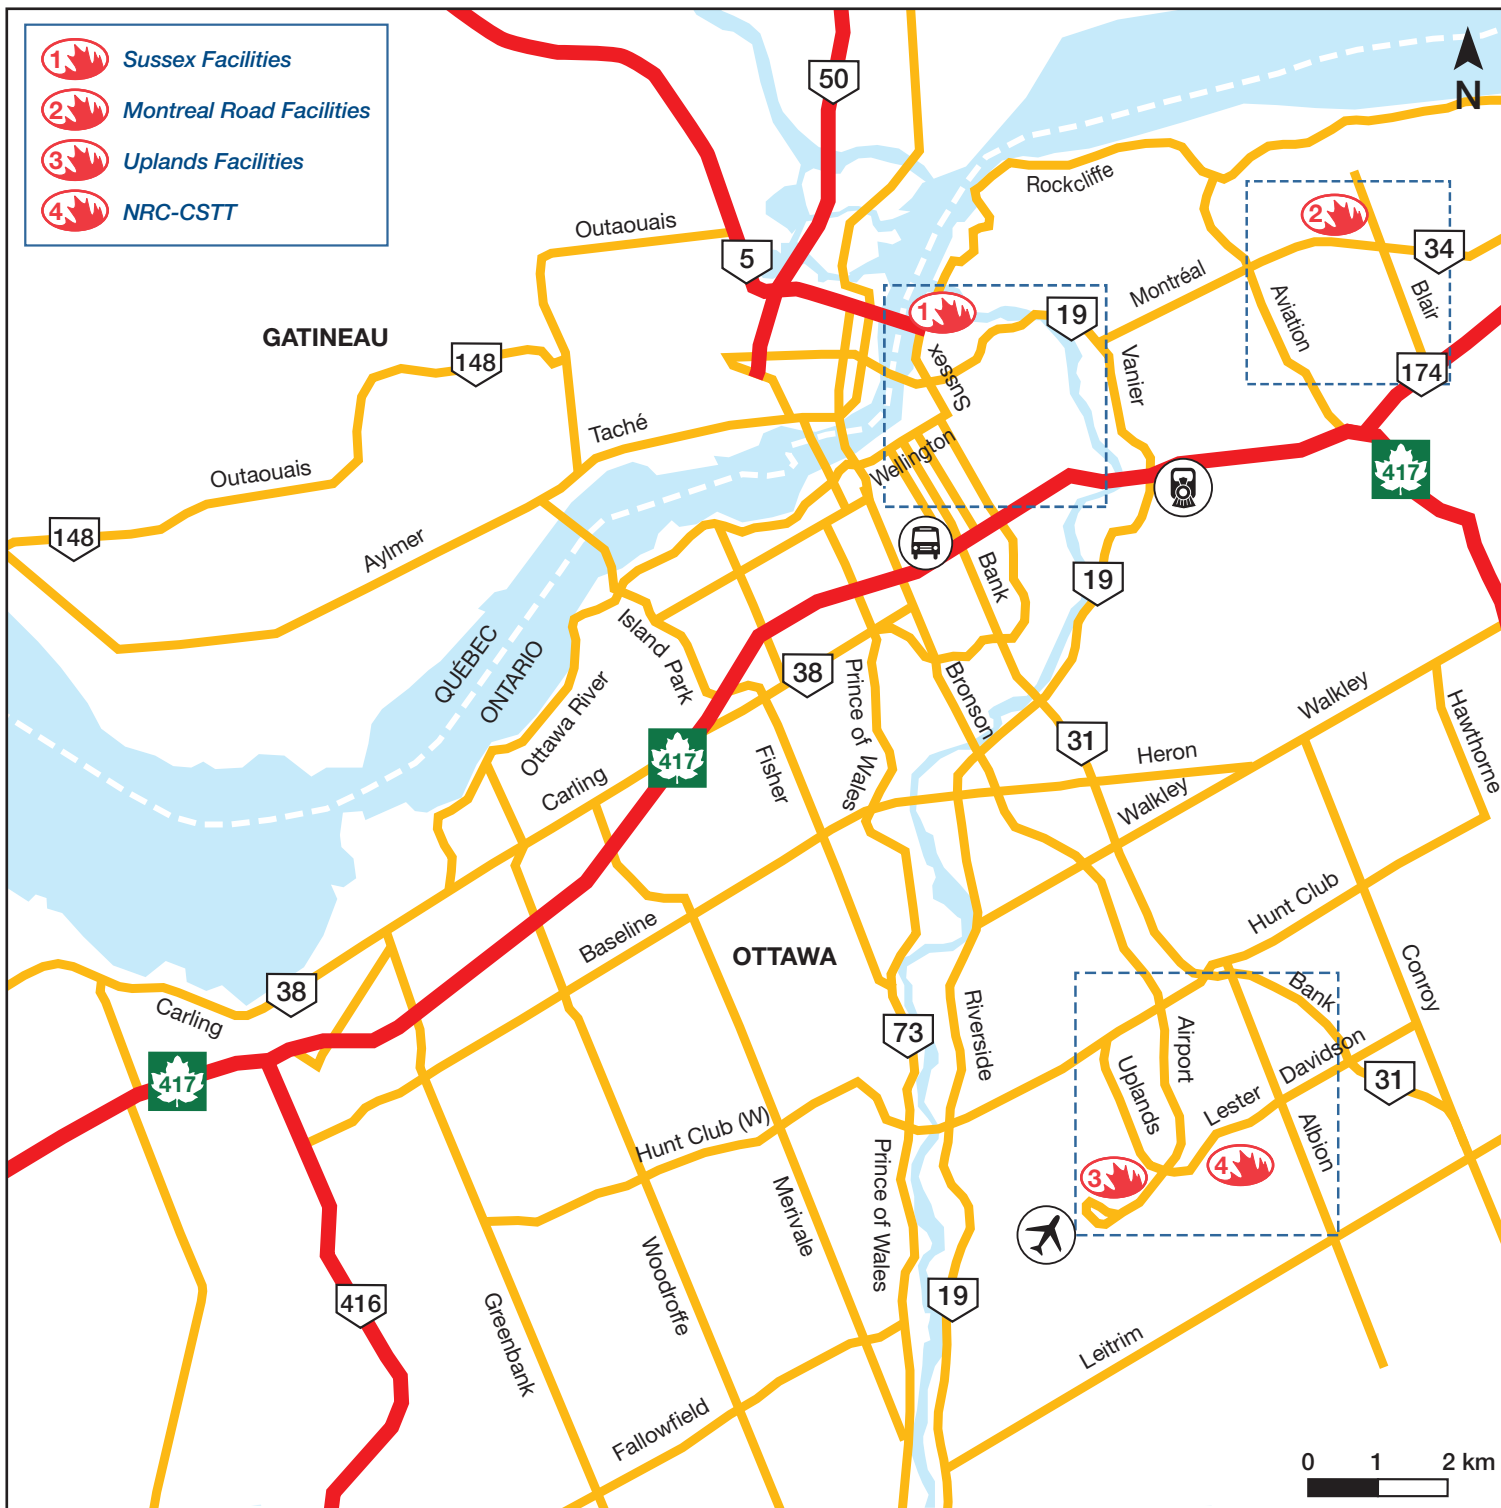 1 Sussex Facilities
2 Montreal Road Facilities
3 Uplands Facilities
4 NRC-CSTT
50
N
Rockcliffe
2
Outaouais
5
34
Montréal
Blair
Aviation
1
19
GATINEAU
148
Sussex
Vanier
174
Taché
Wellington
417
Outaouais
148
Aylmer
Bank
19
Island Park
QUÉBEC
ONTARIO
38
Prince of Wales
Bronson
Ottawa River
Walkley
Hawthorne
31
Heron
417
Fisher
Carling
Walkley
Hunt Club
Baseline
OTTAWA
38
Carling
Conroy
Bank
Riverside
73
Airport
Davidson
417
Uplands
Lester
31
Hunt Club (W)
Albion
Prince of Wales
3
4
Merivale
Woodroffe
416
19
Greenbank
Leitrim
Fallowfield
0 1 2 km